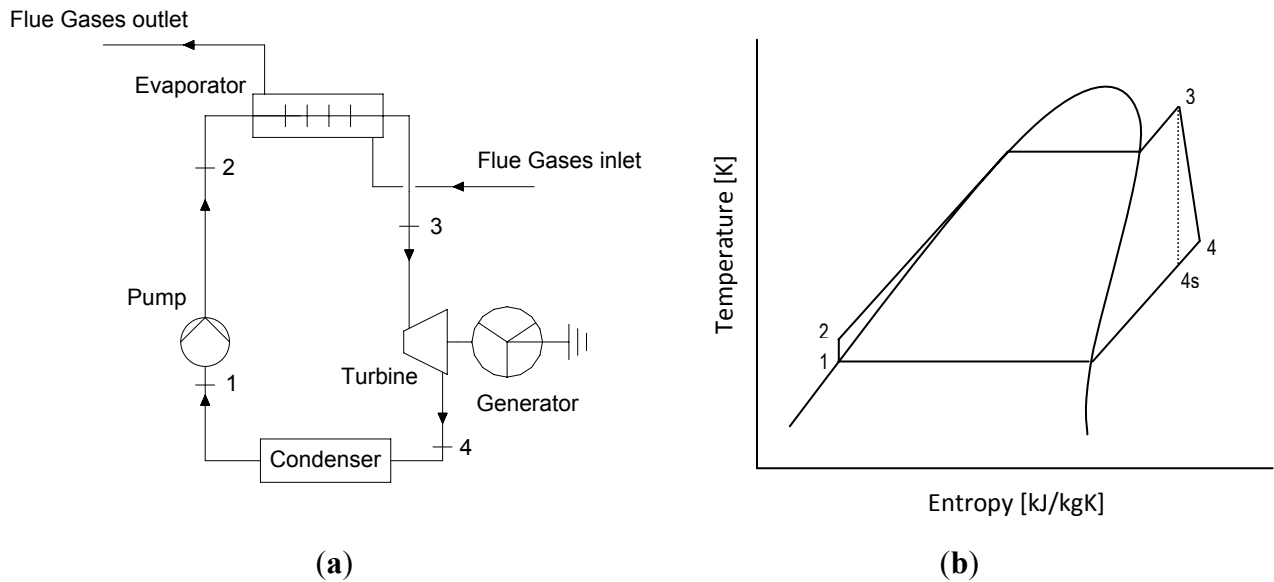 Flue Gases outlet
Evaporator
2
Flue Gases inlet
3
Pump
1
Turbine
Generator
4
Condenser
(a)
Temperature [K]
3
4
4s
2
1
Entropy [kJ/kgK]
(b)